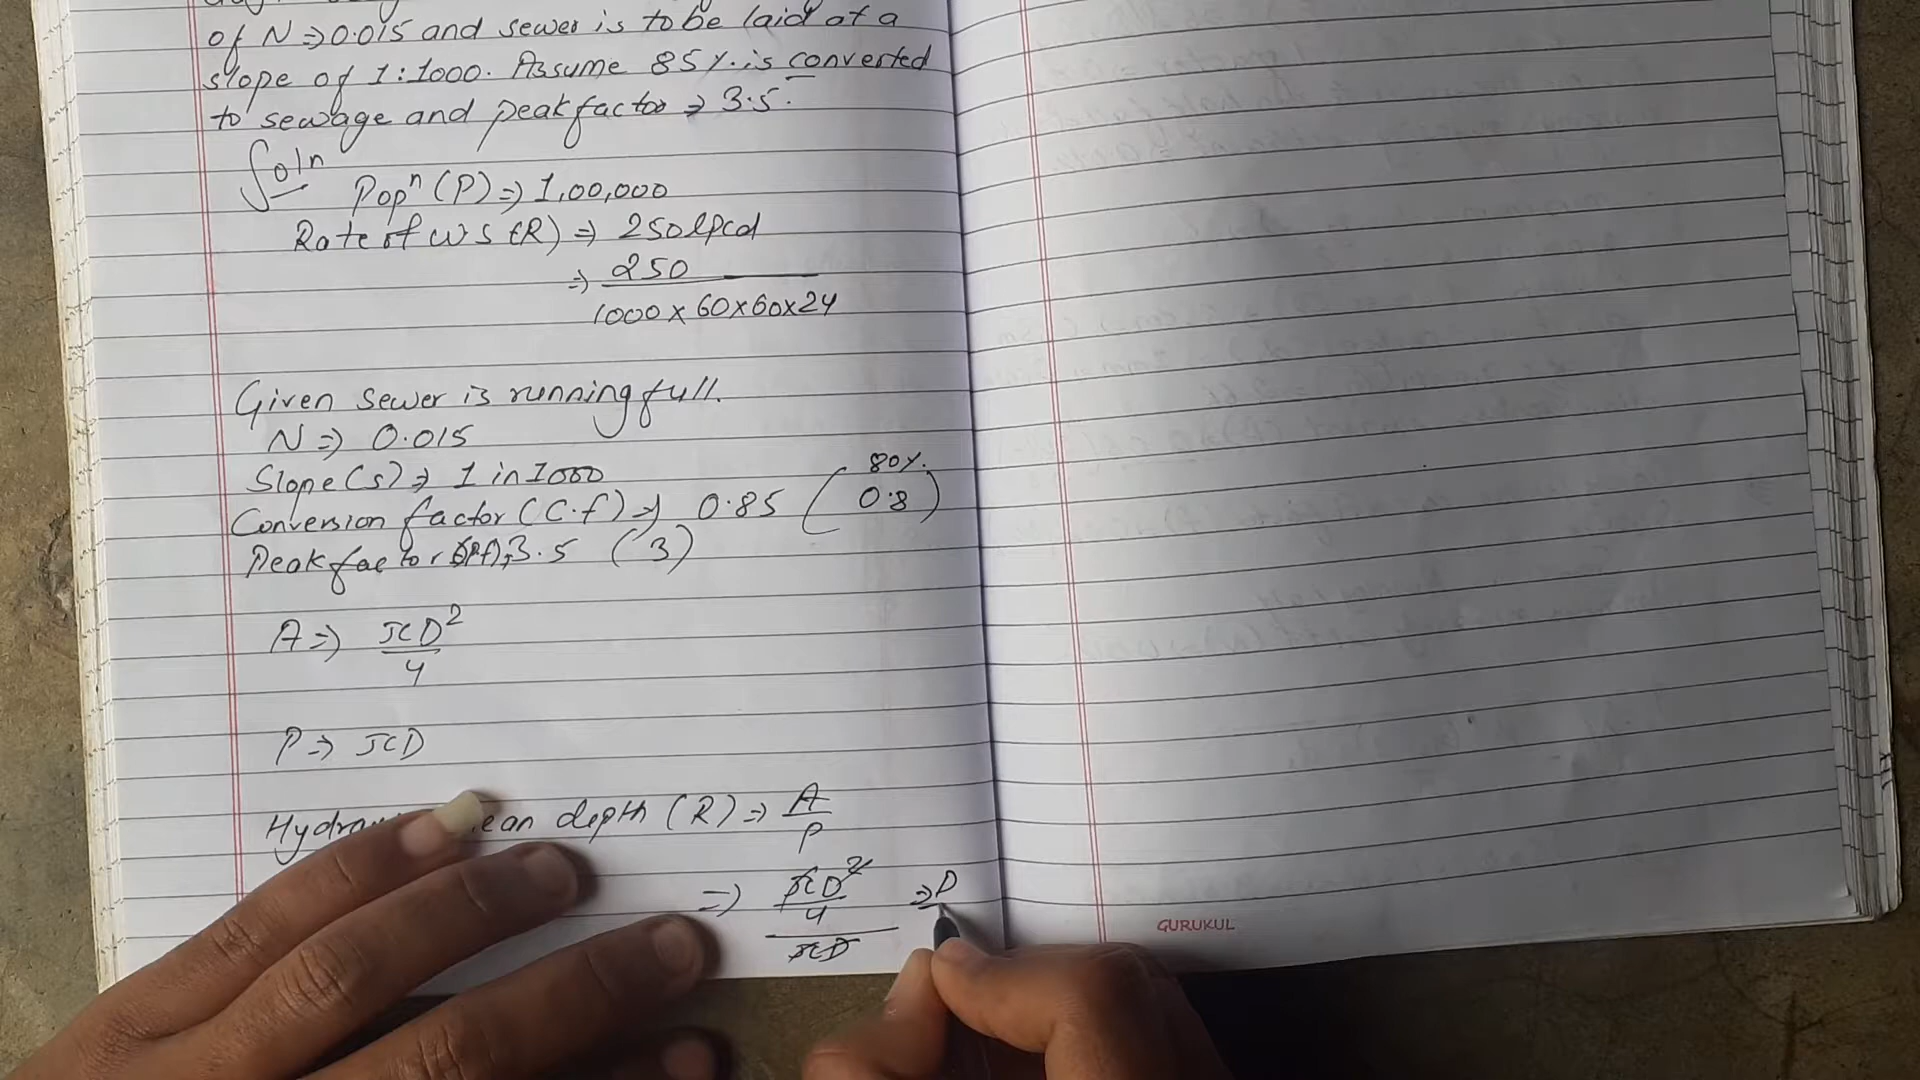 of N ⇒ 0.015 and sewer is to be laid at a
slope of 1:1000. Assume 85%. is converted
to sewage and peak factor ⇒ 3.5.
Soln
Popⁿ (P) ⇒ 1,00,000
Rate of WS (R) ⇒ 250 lpcd
⇒ 250
1000 x 60x60x24
Given sewer is running full.
N ⇒ 0.015
Slope (s) ⇒ 1 in 1000
80%.
Conversion factor (C.f) ⇒ 0.85 ( 0.8 )
Peak factor 3.5 ( 3 )
A ⇒ πD²
4
P ⇒ πD
depth (R) ⇒ A
P
⇒ πD² ⇒ D
4
πD
GURUKUL